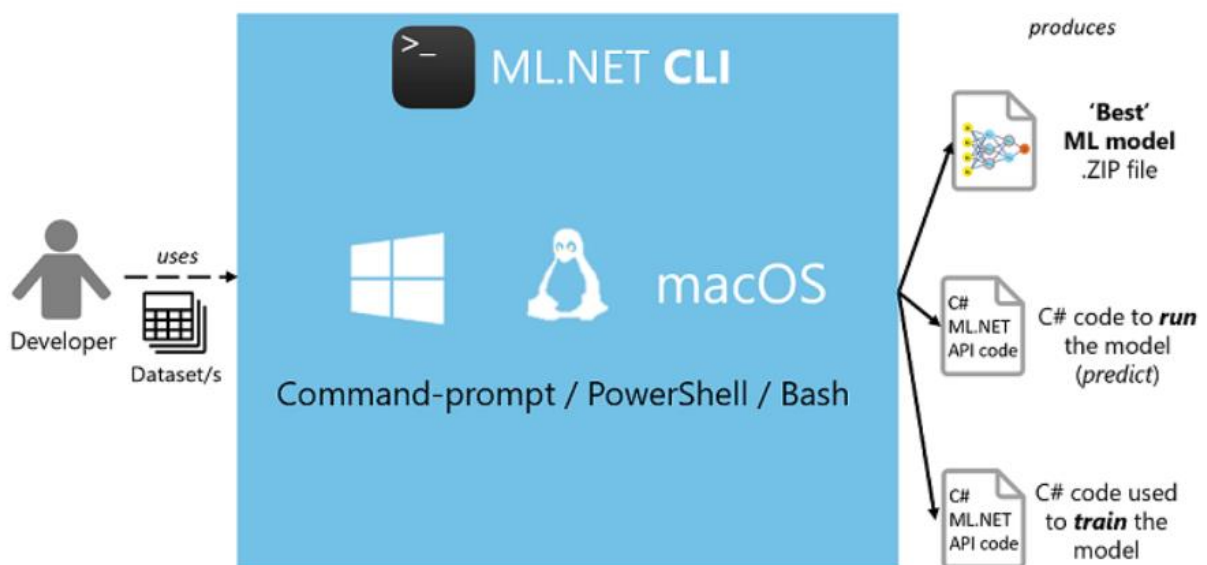 >_ ML.NET CLI
macOS
Command-prompt / PowerShell / Bash
uses
Developer
Dataset/s
produces
'Best'
ML model
.ZIP file
C#
ML.NET
API code
C# code to run
the model
(predict)
C#
ML.NET
API code
C# code used
to train the
model